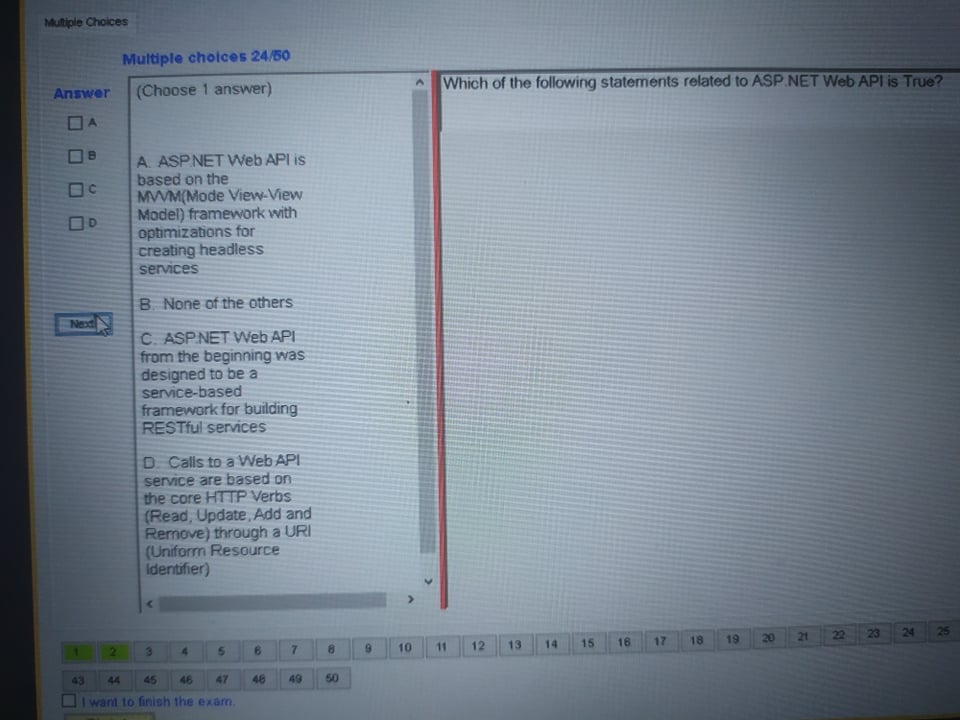 Multiple Choices
Multiple choices 24/50
Answer
A
B
C
D
Next
(Choose 1 answer)
A. ASP.NET Web API is
based on the
MVVM(Mode View-View
Model) framework with
optimizations for
creating headless
services
B. None of the others
C. ASP.NET Web API
from the beginning was
designed to be a
service-based
framework for building
RESTful services
D. Calls to a Web API
service are based on
the core HTTP Verbs
(Read, Update, Add and
Remove) through a URI
(Uniform Resource
Identifier)
Which of the following statements related to ASP.NET Web API is True?
1 2 3 4 5 6 7 8 9 10 11 12 13 14 15 16 17 18 19 20 21 22 23 24 25
43 44 45 46 47 48 49 50
I want to finish the exam.